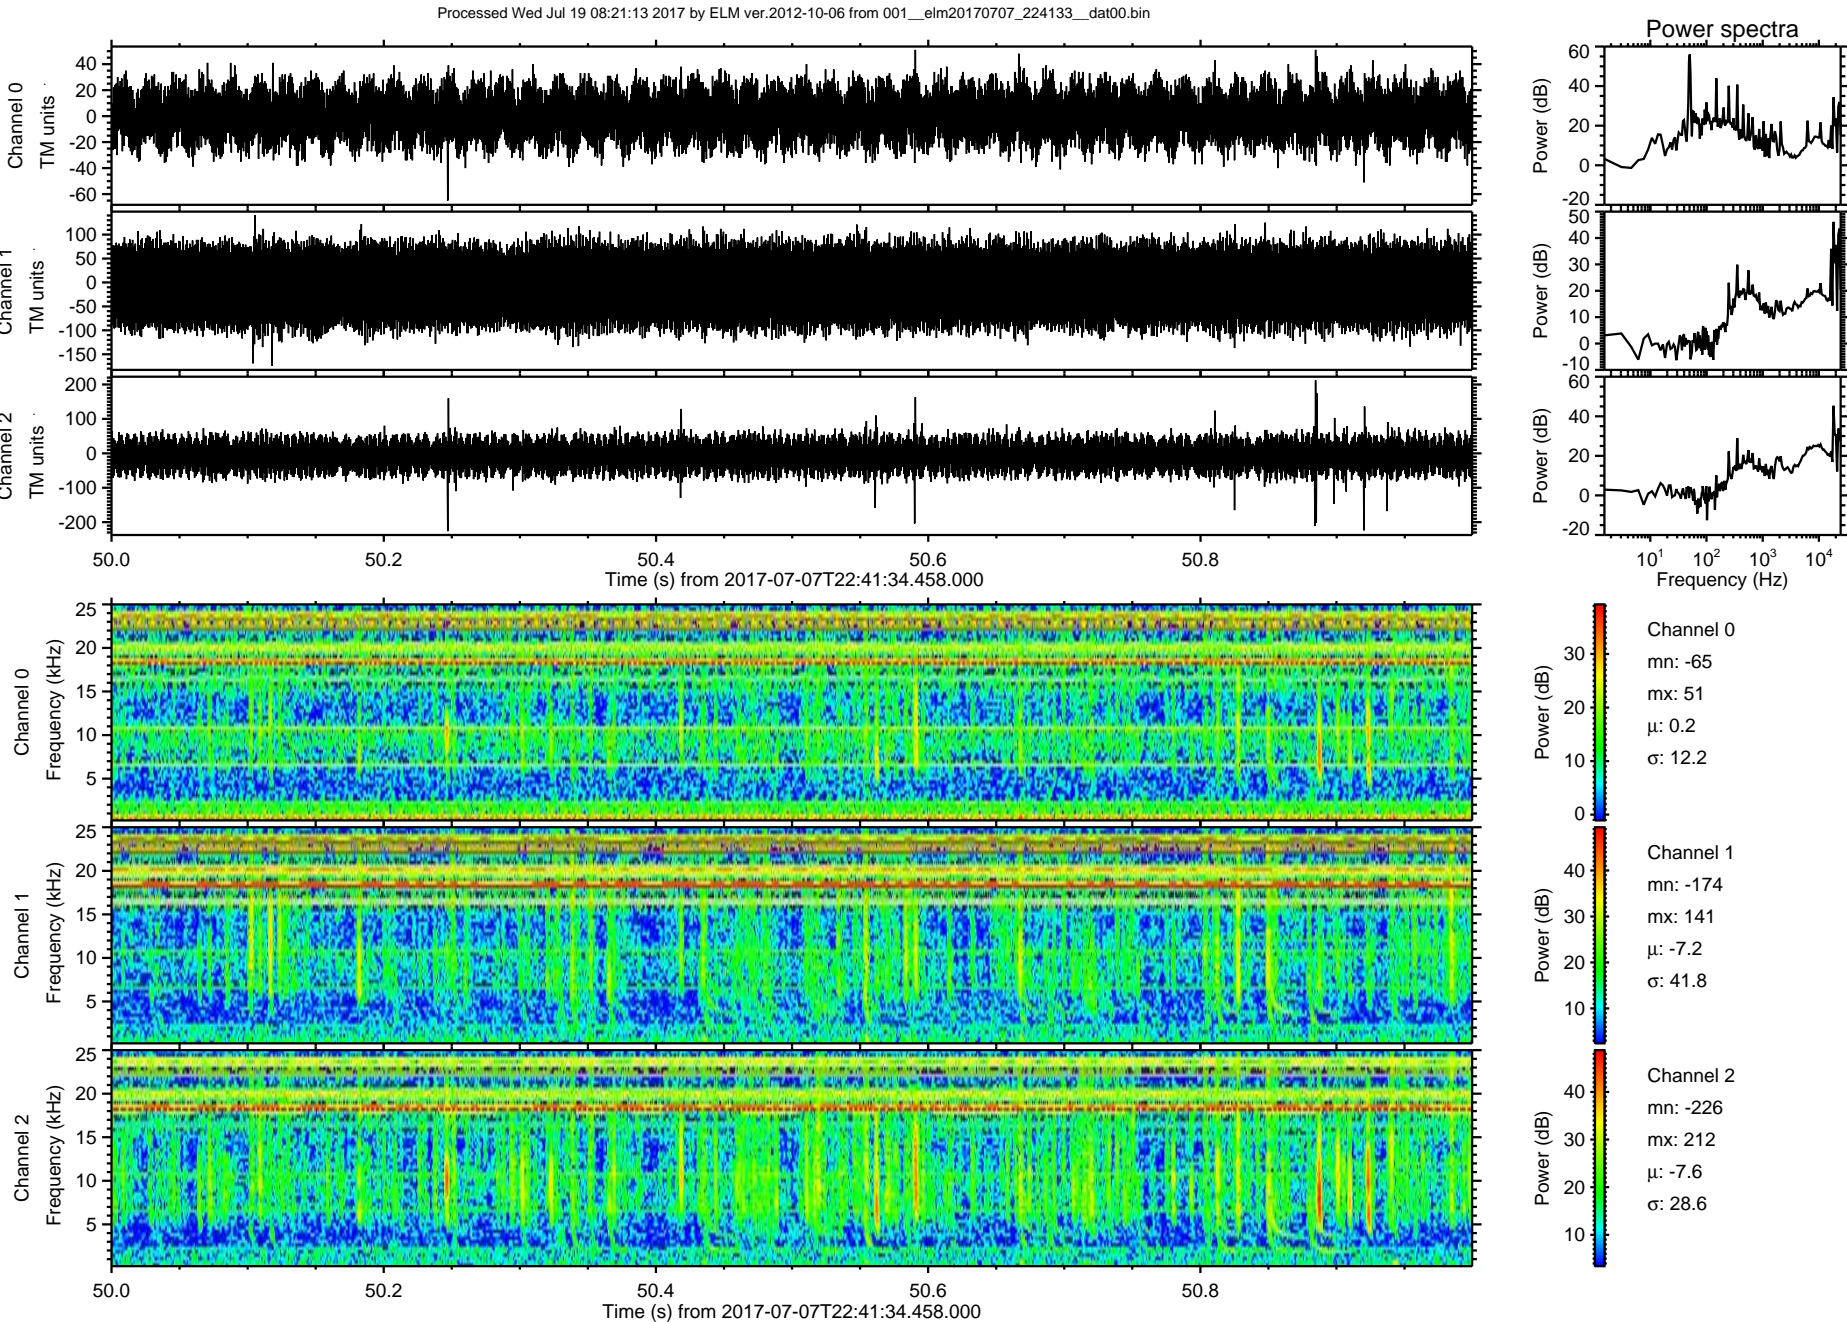 Processed Wed Jul 19 08:21:13 2017 by ELM ver.2012-10-06 from 001__elm20170707_224133__dat00.bin
Power spectra
Channel 0
TM units
40
20
0
-20
-40
-60
Power (dB)
60
40
20
0
-20
Channel 1
TM units
100
50
0
-50
-100
-150
Power (dB)
50
40
30
20
10
0
-10
Channel 2
TM units
200
100
0
-100
-200
Power (dB)
60
40
20
0
-20
50.0 50.2 50.4 50.6 50.8
Time (s) from 2017-07-07T22:41:34.458.000
10¹ 10² 10³ 10⁴
Frequency (Hz)
Channel 0
Frequency (kHz)
25
20
15
10
5
Power (dB)
30
20
10
0
Channel 0
mn: -65
mx: 51
μ: 0.2
σ: 12.2
Channel 1
Frequency (kHz)
25
20
15
10
5
Power (dB)
40
30
20
10
Channel 1
mn: -174
mx: 141
μ: -7.2
σ: 41.8
Channel 2
Frequency (kHz)
25
20
15
10
5
Power (dB)
40
30
20
10
Channel 2
mn: -226
mx: 212
μ: -7.6
σ: 28.6
50.0 50.2 50.4 50.6 50.8
Time (s) from 2017-07-07T22:41:34.458.000